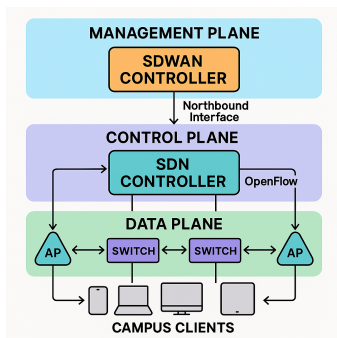 MANAGEMENT PLANE
SDWAN
CONTROLLER
Northbound
Interface
CONTROL PLANE
SDN
CONTROLLER
OpenFlow
DATA PLANE
AP
SWITCH
SWITCH
AP
CAMPUS CLIENTS